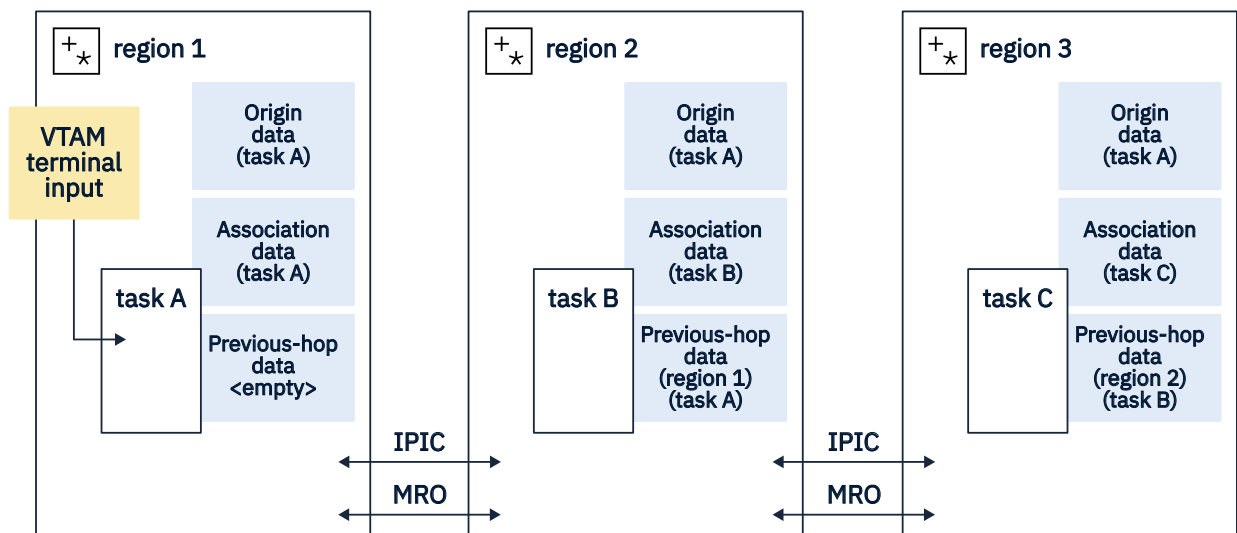 region 1
VTAM
terminal
input
Origin
data
(task A)
Association
data
(task A)
task A
Previous-hop
data
<empty>
IPIC
MRO
region 2
Origin
data
(task A)
Association
data
(task B)
task B
Previous-hop
data
(region 1)
(task A)
IPIC
MRO
region 3
Origin
data
(task A)
Association
data
(task C)
task C
Previous-hop
data
(region 2)
(task B)